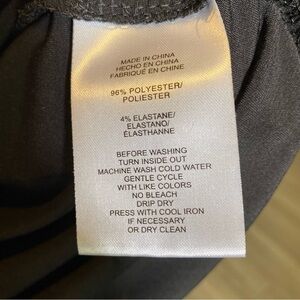 MADE IN CHINA
HECHO EN CHINA
FABRIQUÉ EN CHINE
96% POLYESTER/
POLIESTER
4% ELASTANE/
ELASTANO/
ÉLASTHANNE
BEFORE WASHING
TURN INSIDE OUT
MACHINE WASH COLD WATER
GENTLE CYCLE
WITH LIKE COLORS
NO BLEACH
DRIP DRY
PRESS WITH COOL IRON
IF NECESSARY
OR DRY CLEAN